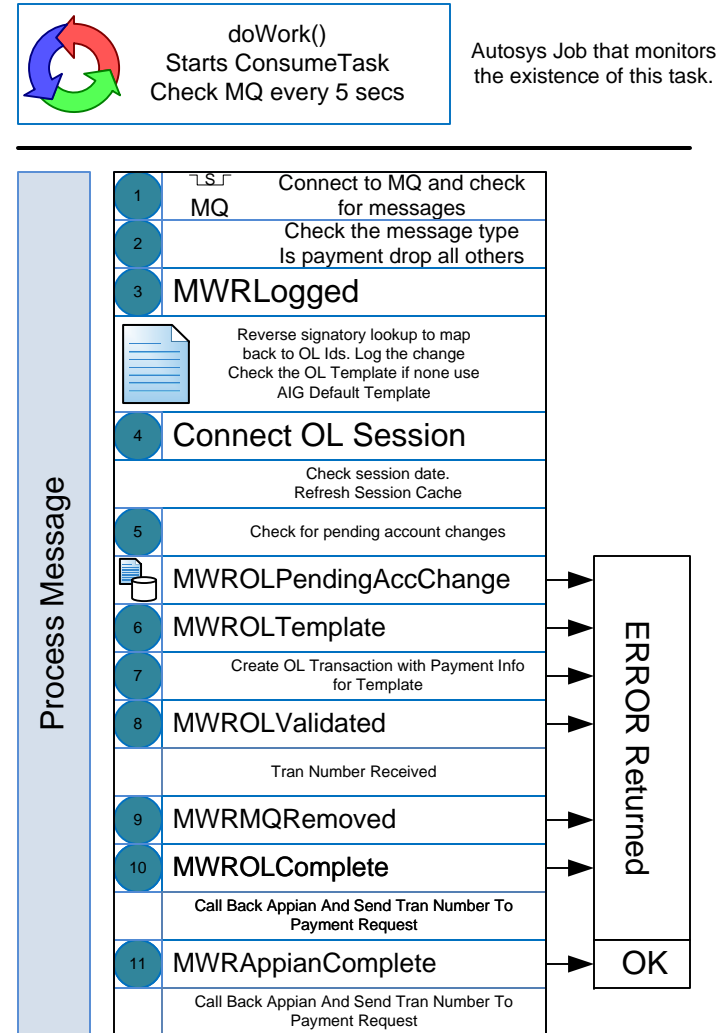 doWork()
Starts ConsumeTask
Check MQ every 5 secs
Autosys Job that monitors
the existence of this task.
Process Message
1
S
MQ
Connect to MQ and check
for messages
2
Check the message type
Is payment drop all others
3
MWRLogged
Reverse signatory lookup to map
back to OL Ids. Log the change
Check the OL Template if none use
AIG Default Template
4
Connect OL Session
Check session date.
Refresh Session Cache
5
Check for pending account changes
MWROLPendingAccChange
6
MWROLTemplate
7
Create OL Transaction with Payment Info
for Template
8
MWROLValidated
Tran Number Received
9
MWRMQRemoved
10
MWROLComplete
Call Back Appian And Send Tran Number To
Payment Request
11
MWRAppianComplete
Call Back Appian And Send Tran Number To
Payment Request
ERROR Returned
OK